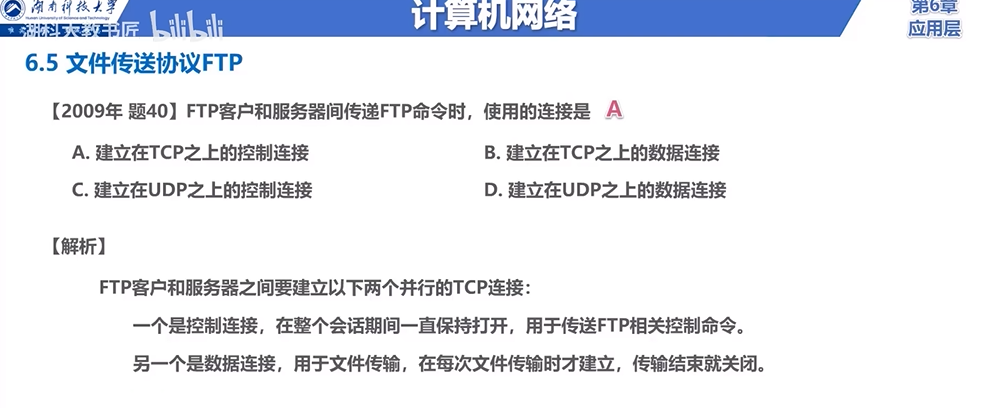 湖南科技大学
Hunan University of Science and Technology
计算机网络
第6章
应用层
湖科大教书匠 bilibili
6.5 文件传送协议FTP
【2009年 题40】FTP客户和服务器间传递FTP命令时，使用的连接是 A
A. 建立在TCP之上的控制连接
B. 建立在TCP之上的数据连接
C. 建立在UDP之上的控制连接
D. 建立在UDP之上的数据连接
【解析】
FTP客户和服务器之间要建立以下两个并行的TCP连接：
一个是控制连接，在整个会话期间一直保持打开，用于传送FTP相关控制命令。
另一个是数据连接，用于文件传输，在每次文件传输时才建立，传输结束就关闭。